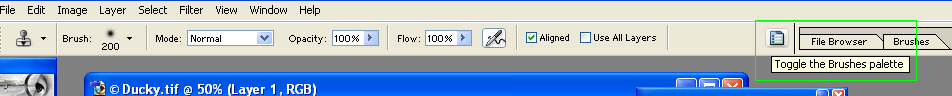 File Edit Image Layer Select Filter View Window Help
Brush: 200 Mode: Normal Opacity: 100% Flow: 100% Aligned Use All Layers File Browser Brushes
Toggle the Brushes palette
© Ducky.tif @ 50% (Layer 1, RGB)